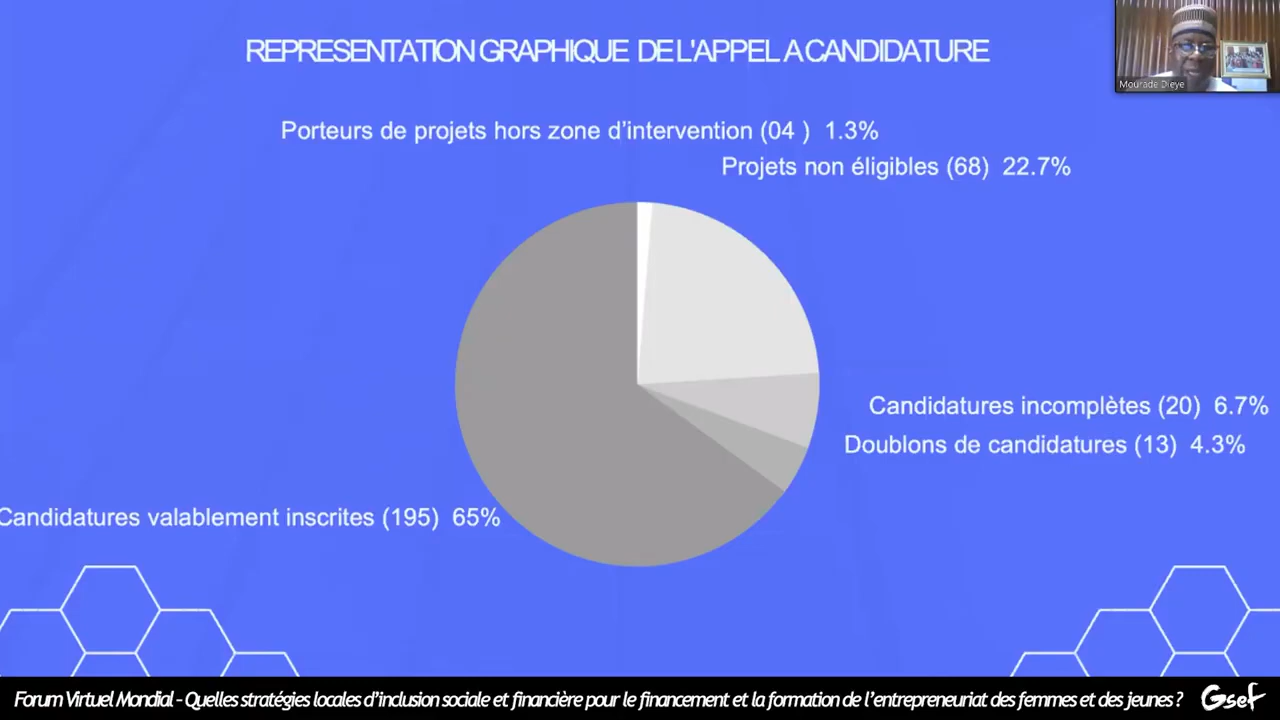 REPRESENTATION GRAPHIQUE DE L'APPEL A CANDIDATURE
Mourade Dieye
Porteurs de projets hors zone d'intervention (04 ) 1.3%
Projets non éligibles (68) 22.7%
Candidatures incomplètes (20) 6.7%
Doublons de candidatures (13) 4.3%
Candidatures valablement inscrites (195) 65%
Forum Virtuel Mondial - Quelles stratégies locales d'inclusion sociale et financière pour le financement et la formation de l'entrepreneuriat des femmes et des jeunes ?
Gsef